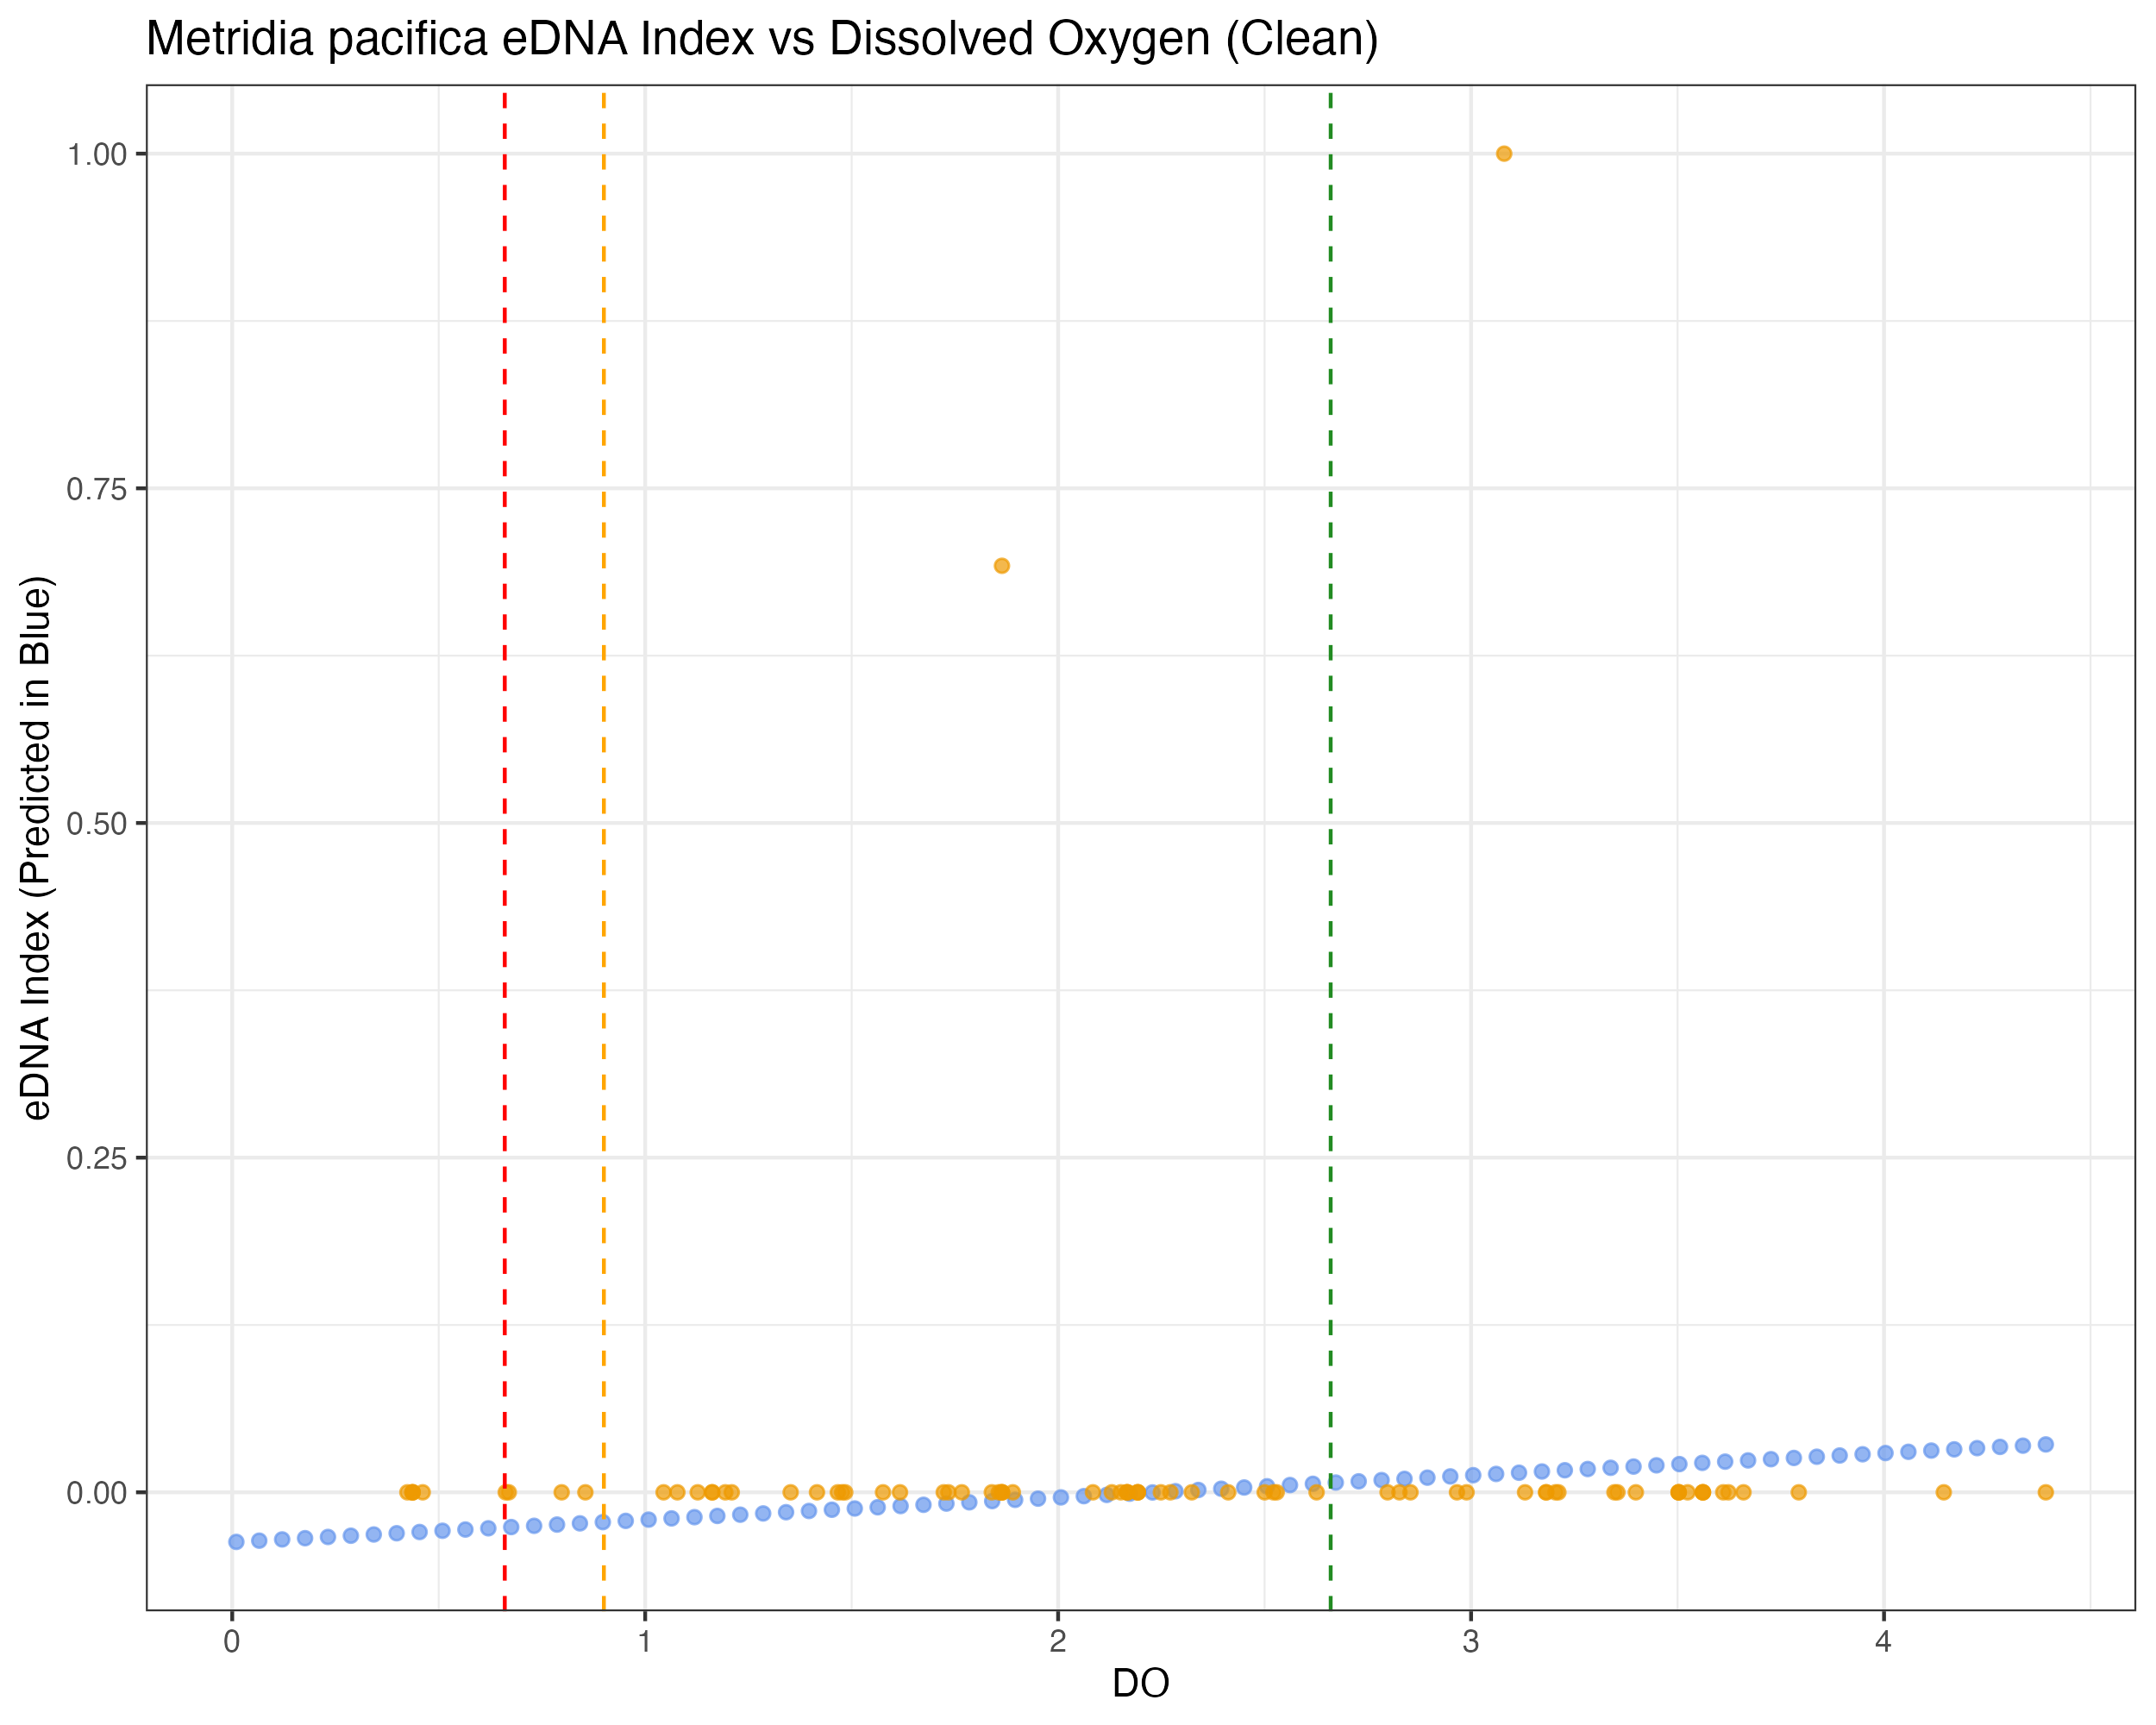 Metridia pacifica eDNA Index vs Dissolved Oxygen (Clean)
eDNA Index (Predicted in Blue)
1.00
0.75
0.50
0.25
0.00
0 1 2 3 4
DO